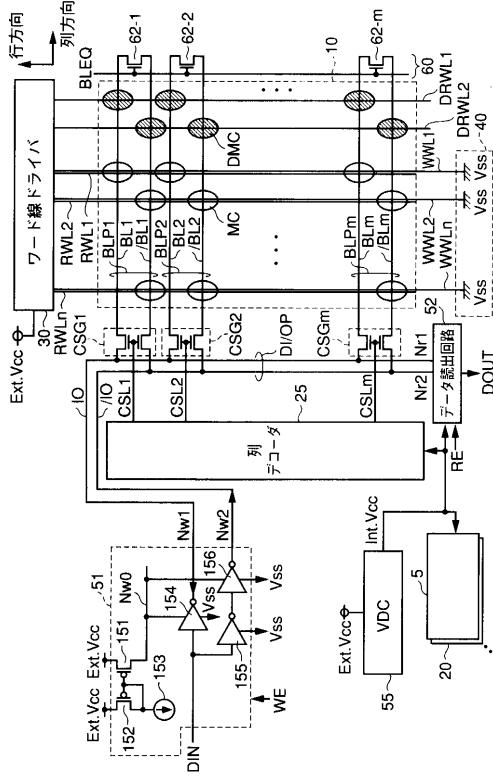 行方向
列方向
ワード線ドライバ
Ext.Vcc
30
BLEQ
62-1
62-2
62-m
60
10
DRWL1
DRWL2
40
DMC
MC
RWL1
RWL2
RWLn
WWL1
WWL2
WWLn
Vss
Vss
Vss
BLP1
BL1
/BL1
BLP2
BL2
/BL2
BLPm
BLm
/BLm
CSG1
CSG2
CSGm
IO
/IO
CSL1
CSL2
CSLm
DI/OP
Nr1
Nr2
52
データ読出回路
DOUT
RE
25
列
デコーダ
Nw1
Nw2
51
Nw0
Ext.Vcc
Ext.Vcc
151
152
153
154
155
156
Vss
Vss
Vss
DIN
WE
Ext.Vcc
VDC
55
Int.Vcc
5
20